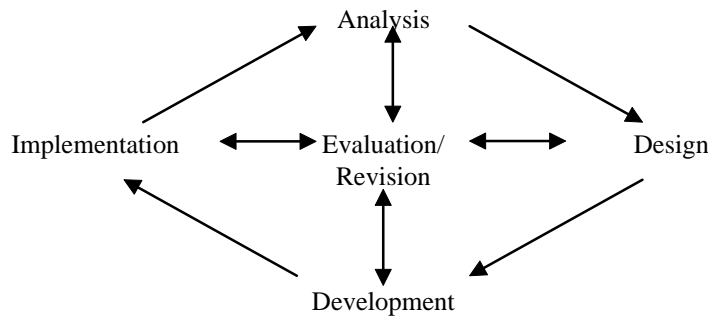 Analysis
Implementation
Evaluation/
Revision
Design
Development